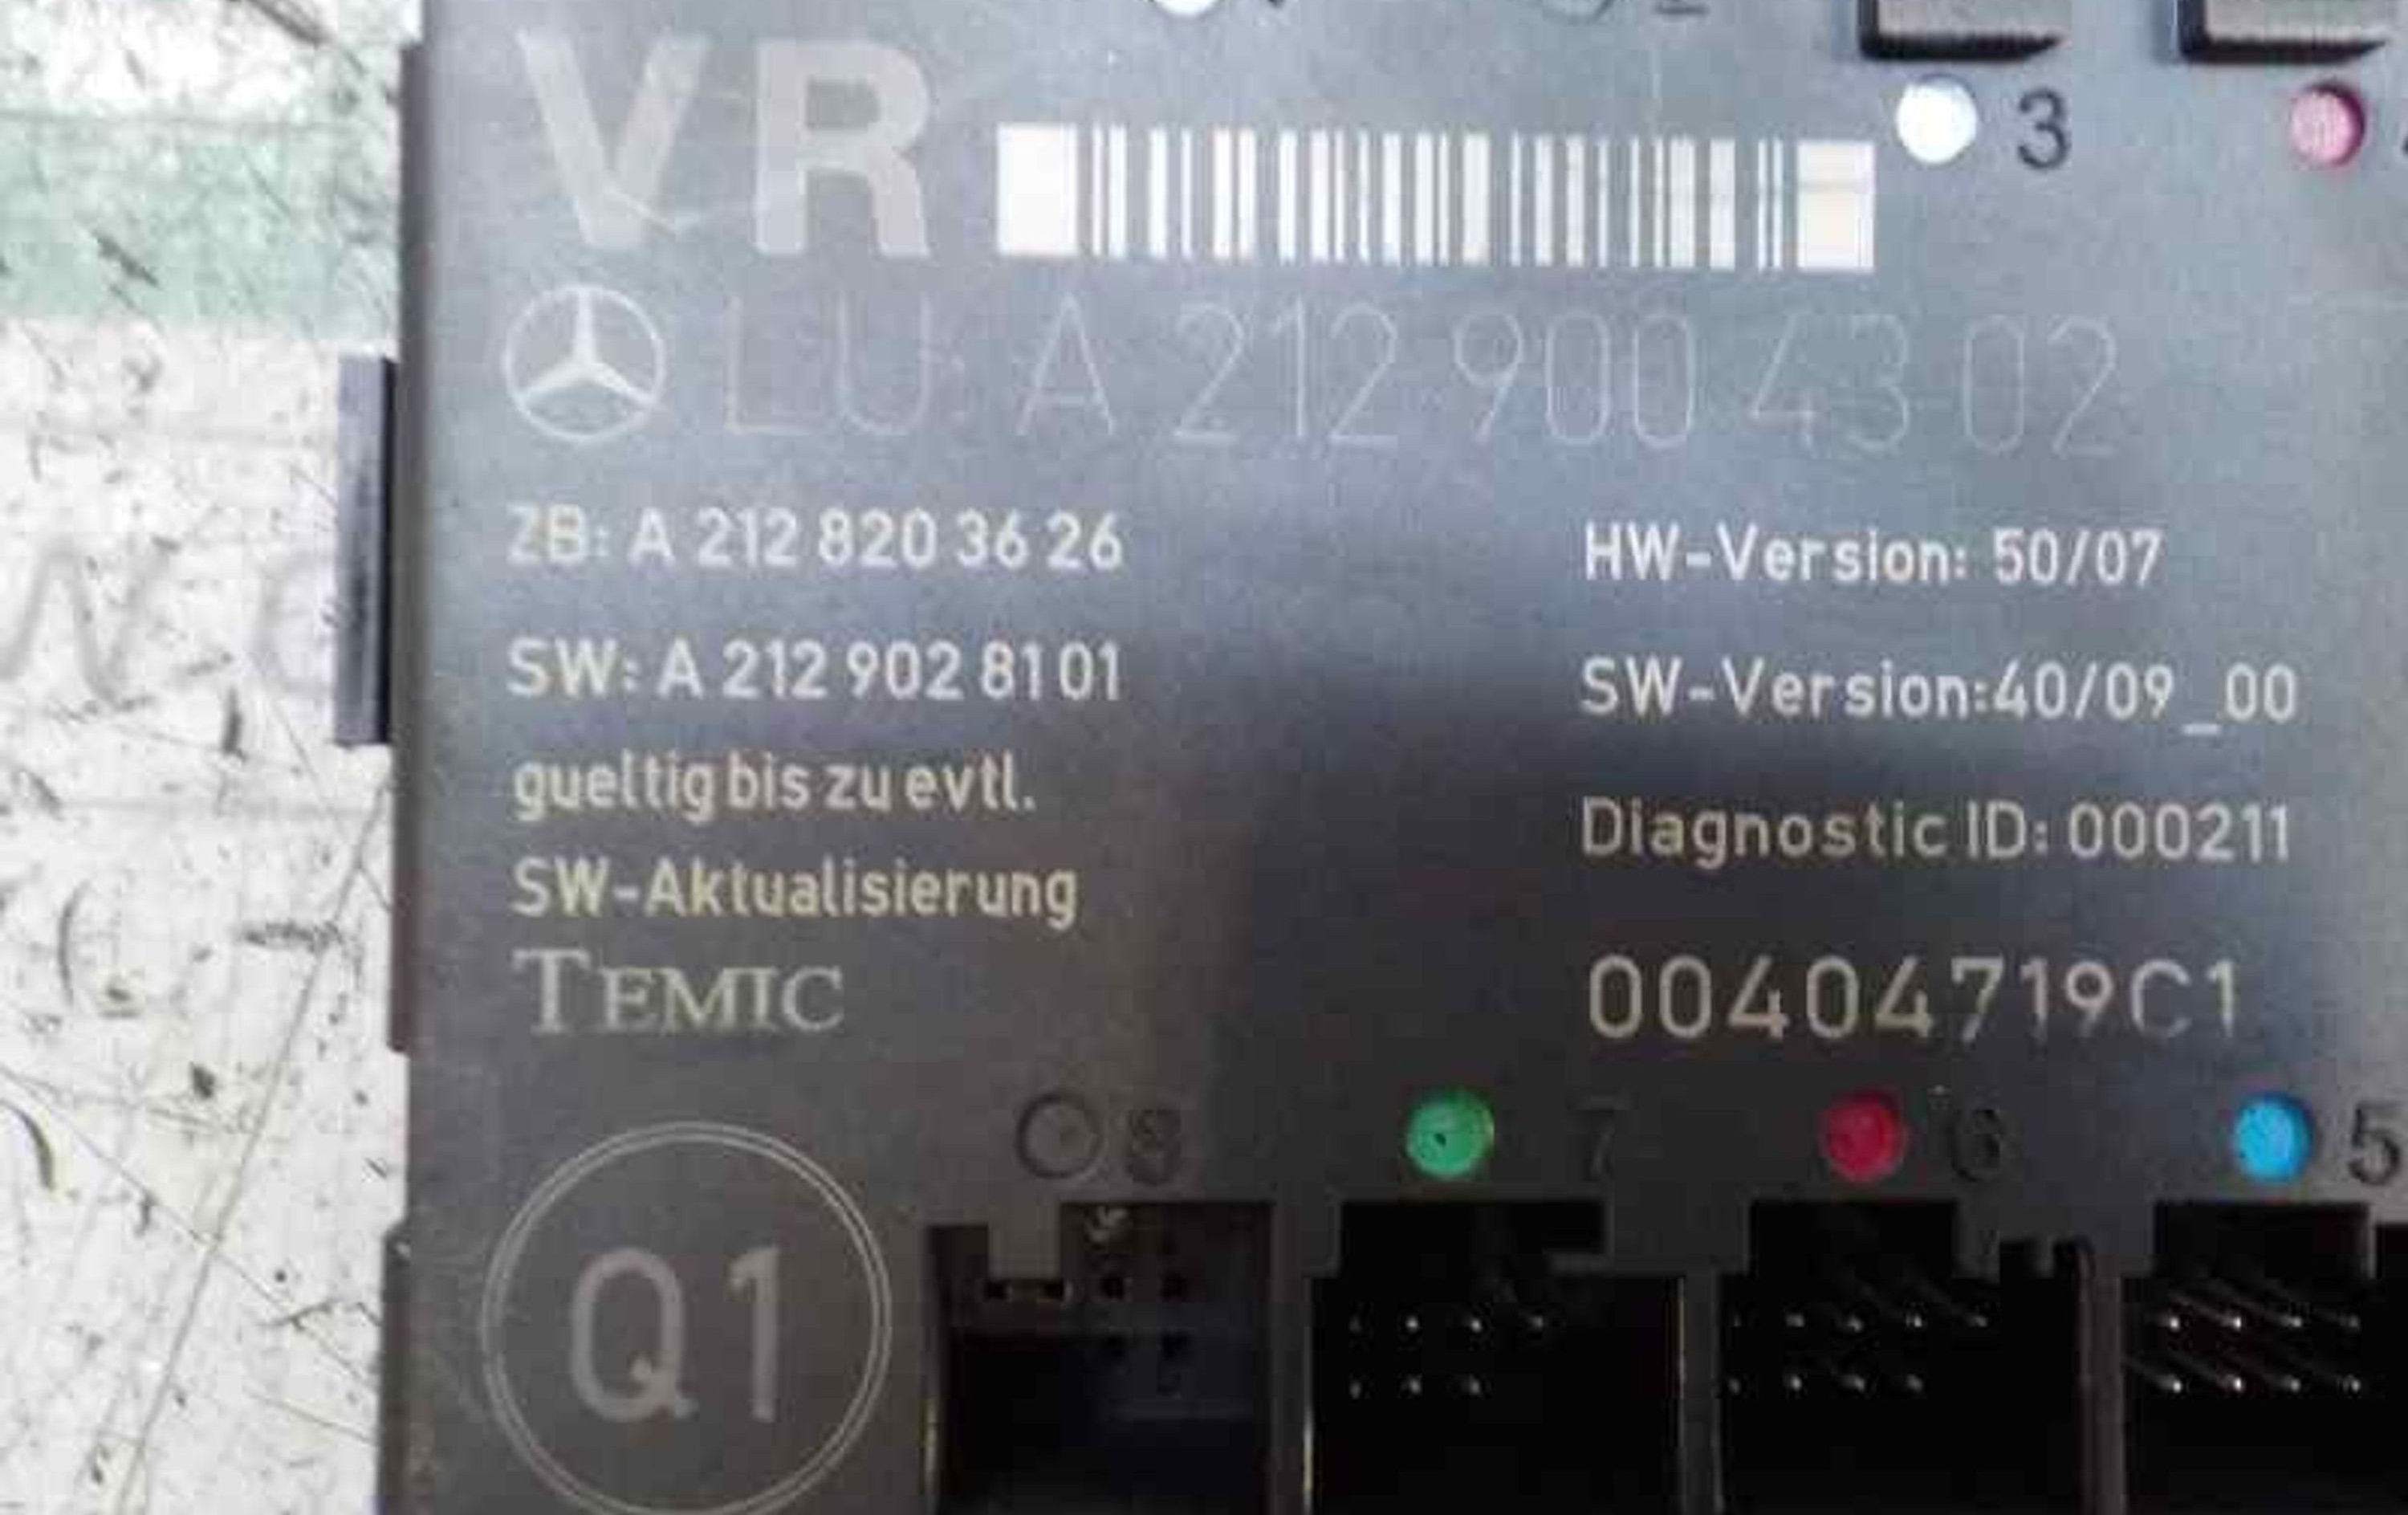 VR
3
LU: A 212 900 43 02
ZB: A 212 820 36 26
HW-Version: 50/07
SW: A 212 902 81 01
SW-Version:40/09_00
gueltig bis zu evtl.
Diagnostic ID: 000211
SW-Aktualisierung
TEMIC
00404719C1
8 7 6 5
Q1